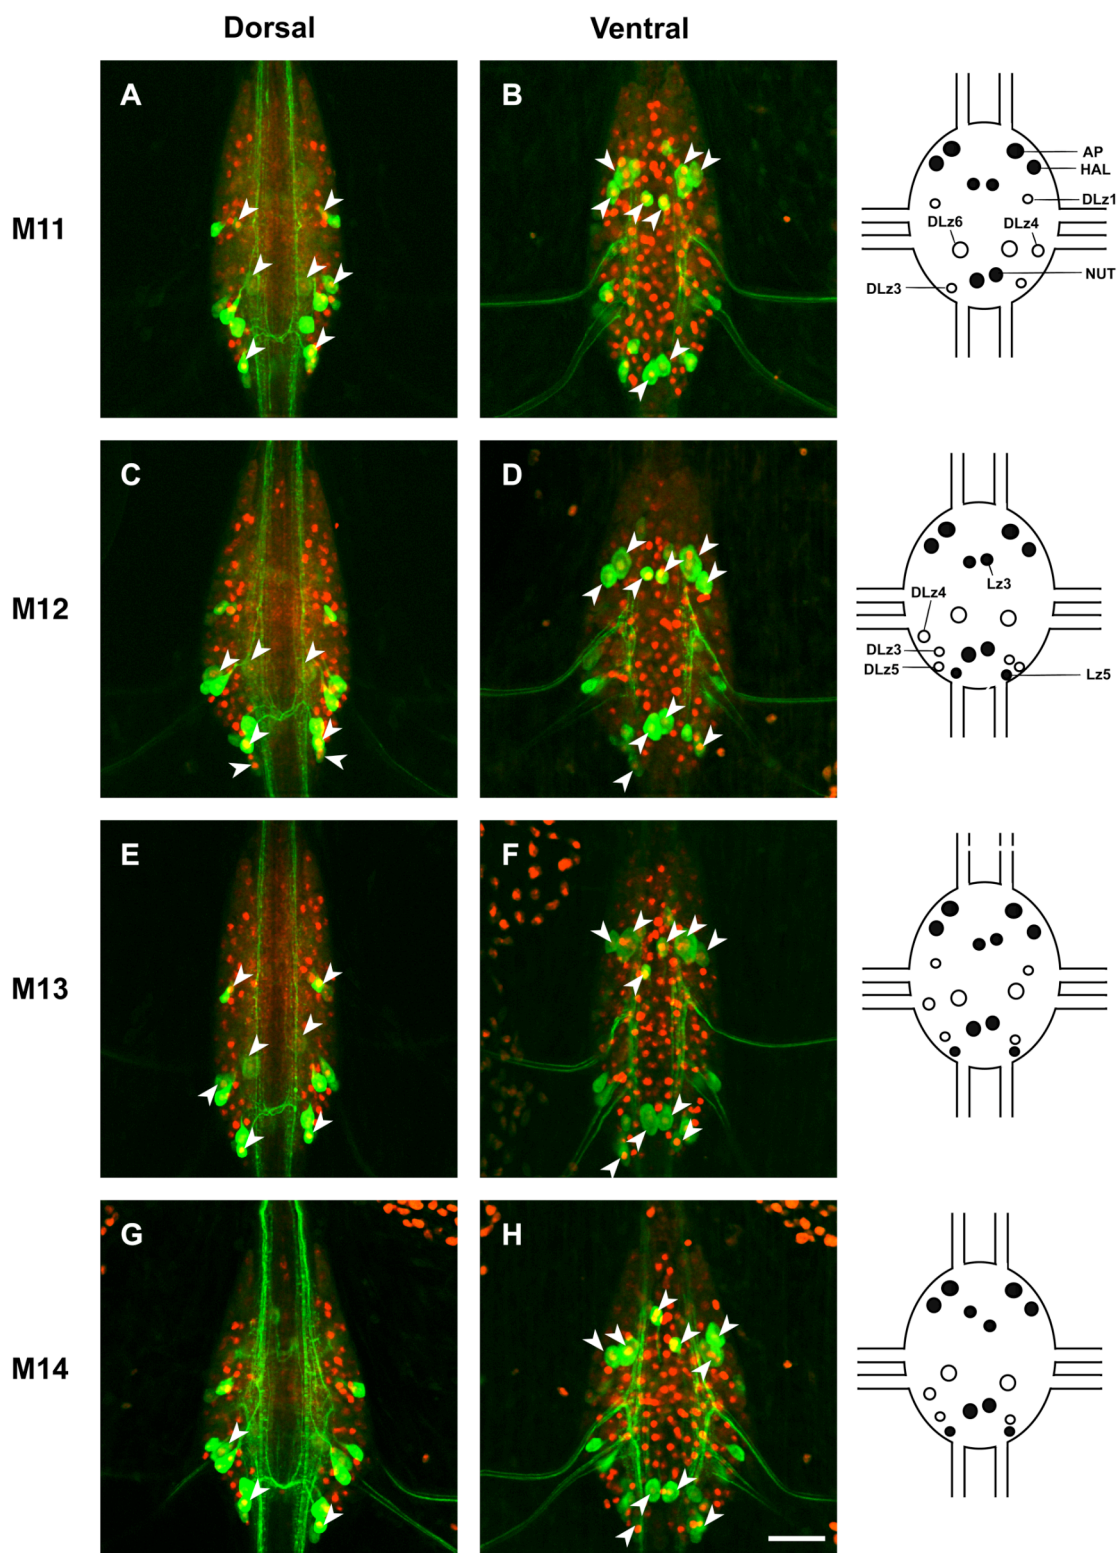 Dorsal Ventral
A B
AP
HAL
M11 DLz1
DLz6 DLz4
NUT
DLz3
C D
Lz3
M12 DLz4
DLz3
DLz5 Lz5
E F
M13
G H
M14